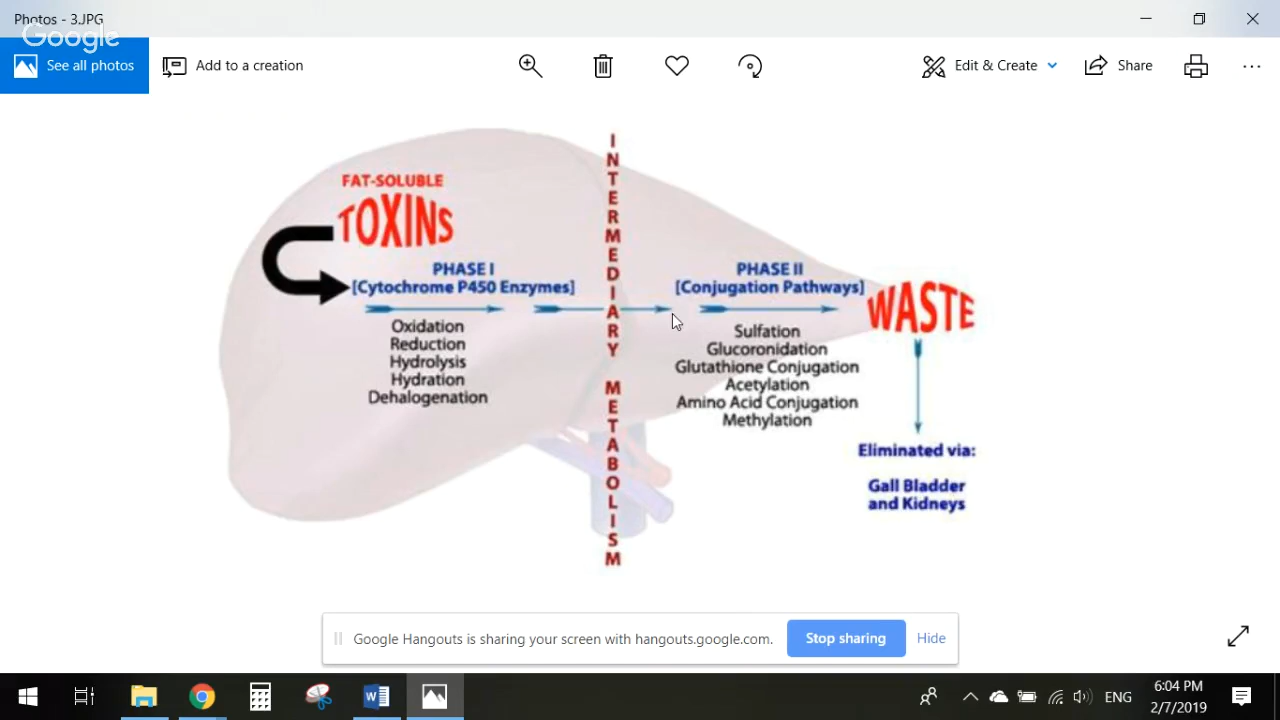 Photos - 3.JPG
Google
See all photos
Add to a creation
Edit & Create
Share
FAT-SOLUBLE
TOXINS
PHASE I
[Cytochrome P450 Enzymes]
Oxidation
Reduction
Hydrolysis
Hydration
Dehalogenation
INTERMEDIARY METABOLISM
PHASE II
[Conjugation Pathways]
Sulfation
Glucoronidation
Glutathione Conjugation
Acetylation
Amino Acid Conjugation
Methylation
WASTE
Eliminated via:
Gall Bladder
and Kidneys
Google Hangouts is sharing your screen with hangouts.google.com.
Stop sharing
Hide
ENG
6:04 PM
2/7/2019